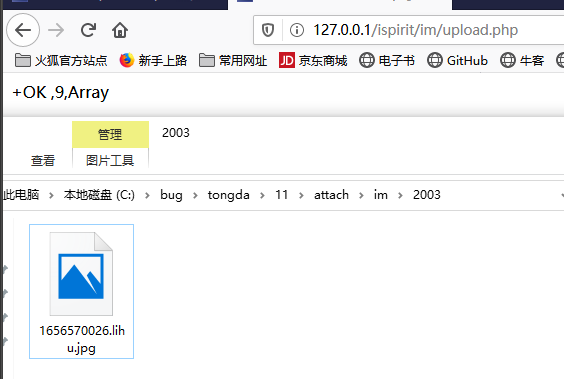 127.0.0.1/ispirit/im/upload.php
火狐官方站点 新手上路 常用网址 JD 京东商城 电子书 GitHub 牛客
+OK ,9,Array
管理 2003
查看 图片工具
此电脑 > 本地磁盘 (C:) > bug > tongda > 11 > attach > im > 2003
1656570026.lih
u.jpg